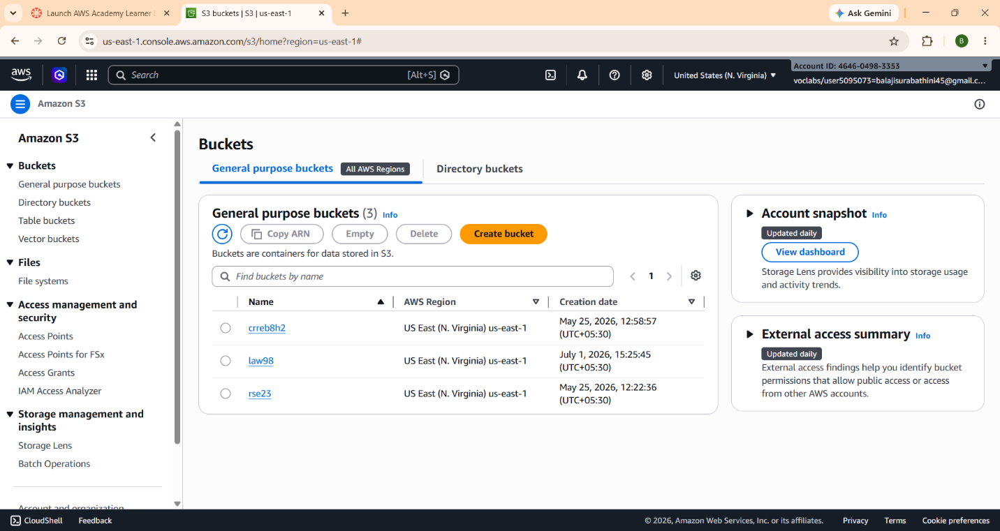 Launch AWS Academy Learner
S3 buckets | S3 | us-east-1
Ask Gemini
us-east-1.console.aws.amazon.com/s3/home?region=us-east-1#
B
aws
Search
[Alt+S]
United States (N. Virginia)
Account ID: 4646-0498-3353
voclabs/user5095073=balajisurabathini45@gmail.c...
Amazon S3
Amazon S3
Buckets
General purpose buckets
Directory buckets
Table buckets
Vector buckets
Files
File systems
Access management and
security
Access Points
Access Points for FSx
Access Grants
IAM Access Analyzer
Storage management and
insights
Storage Lens
Batch Operations
Account and organization
Buckets
General purpose buckets All AWS Regions
Directory buckets
General purpose buckets (3) Info
Copy ARN
Empty
Delete
Create bucket
Buckets are containers for data stored in S3.
Find buckets by name
1
Name AWS Region Creation date
crreb8h2 US East (N. Virginia) us-east-1 May 25, 2026, 12:58:57
(UTC+05:30)
law98 US East (N. Virginia) us-east-1 July 1, 2026, 15:25:45
(UTC+05:30)
rse23 US East (N. Virginia) us-east-1 May 25, 2026, 12:22:36
(UTC+05:30)
Account snapshot Info
Updated daily
View dashboard
Storage Lens provides visibility into storage usage
and activity trends.
External access summary Info
Updated daily
External access findings help you identify bucket
permissions that allow public access or access
from other AWS accounts.
CloudShell
Feedback
© 2026, Amazon Web Services, Inc. or its affiliates.
Privacy
Terms
Cookie preferences